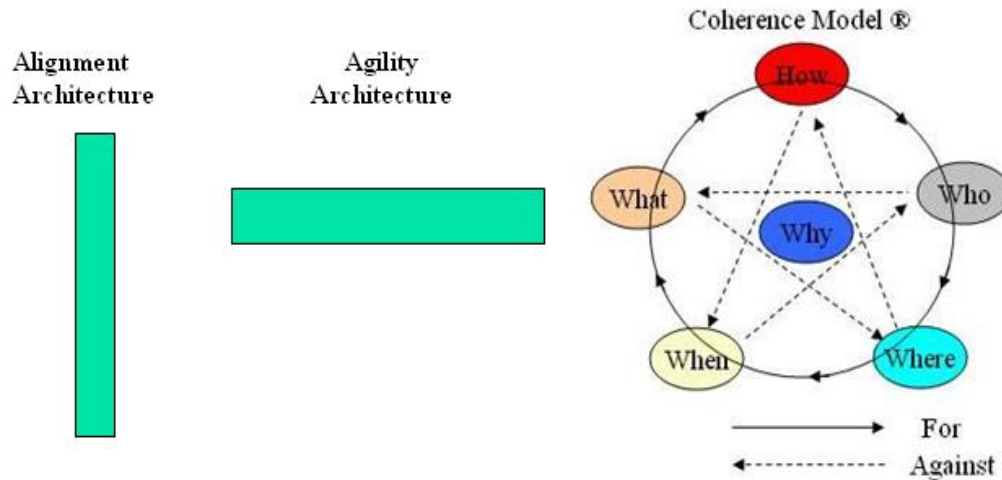 Alignment
Architecture
Agility
Architecture
Coherence Model ®
How
What
Who
Why
When
Where
For
Against